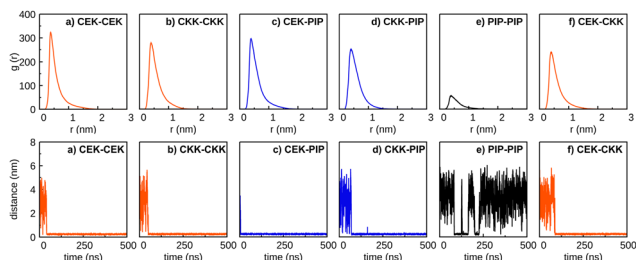 400
300
200
100
0
g (r)
a) CEK-CEK
b) CKK-CKK
c) CEK-PIP
d) CKK-PIP
e) PIP-PIP
f) CEK-CKK
0 1 2 3
0 1 2 3
0 1 2 3
0 1 2 3
0 1 2 3
0 1 2 3
r (nm)
r (nm)
r (nm)
r (nm)
r (nm)
r (nm)
8
6
4
2
0
distance (nm)
a) CEK-CEK
b) CKK-CKK
c) CEK-PIP
d) CKK-PIP
e) PIP-PIP
f) CEK-CKK
0 250 500
0 250 500
0 250 500
0 250 500
0 250 500
0 250 500
time (ns)
time (ns)
time (ns)
time (ns)
time (ns)
time (ns)